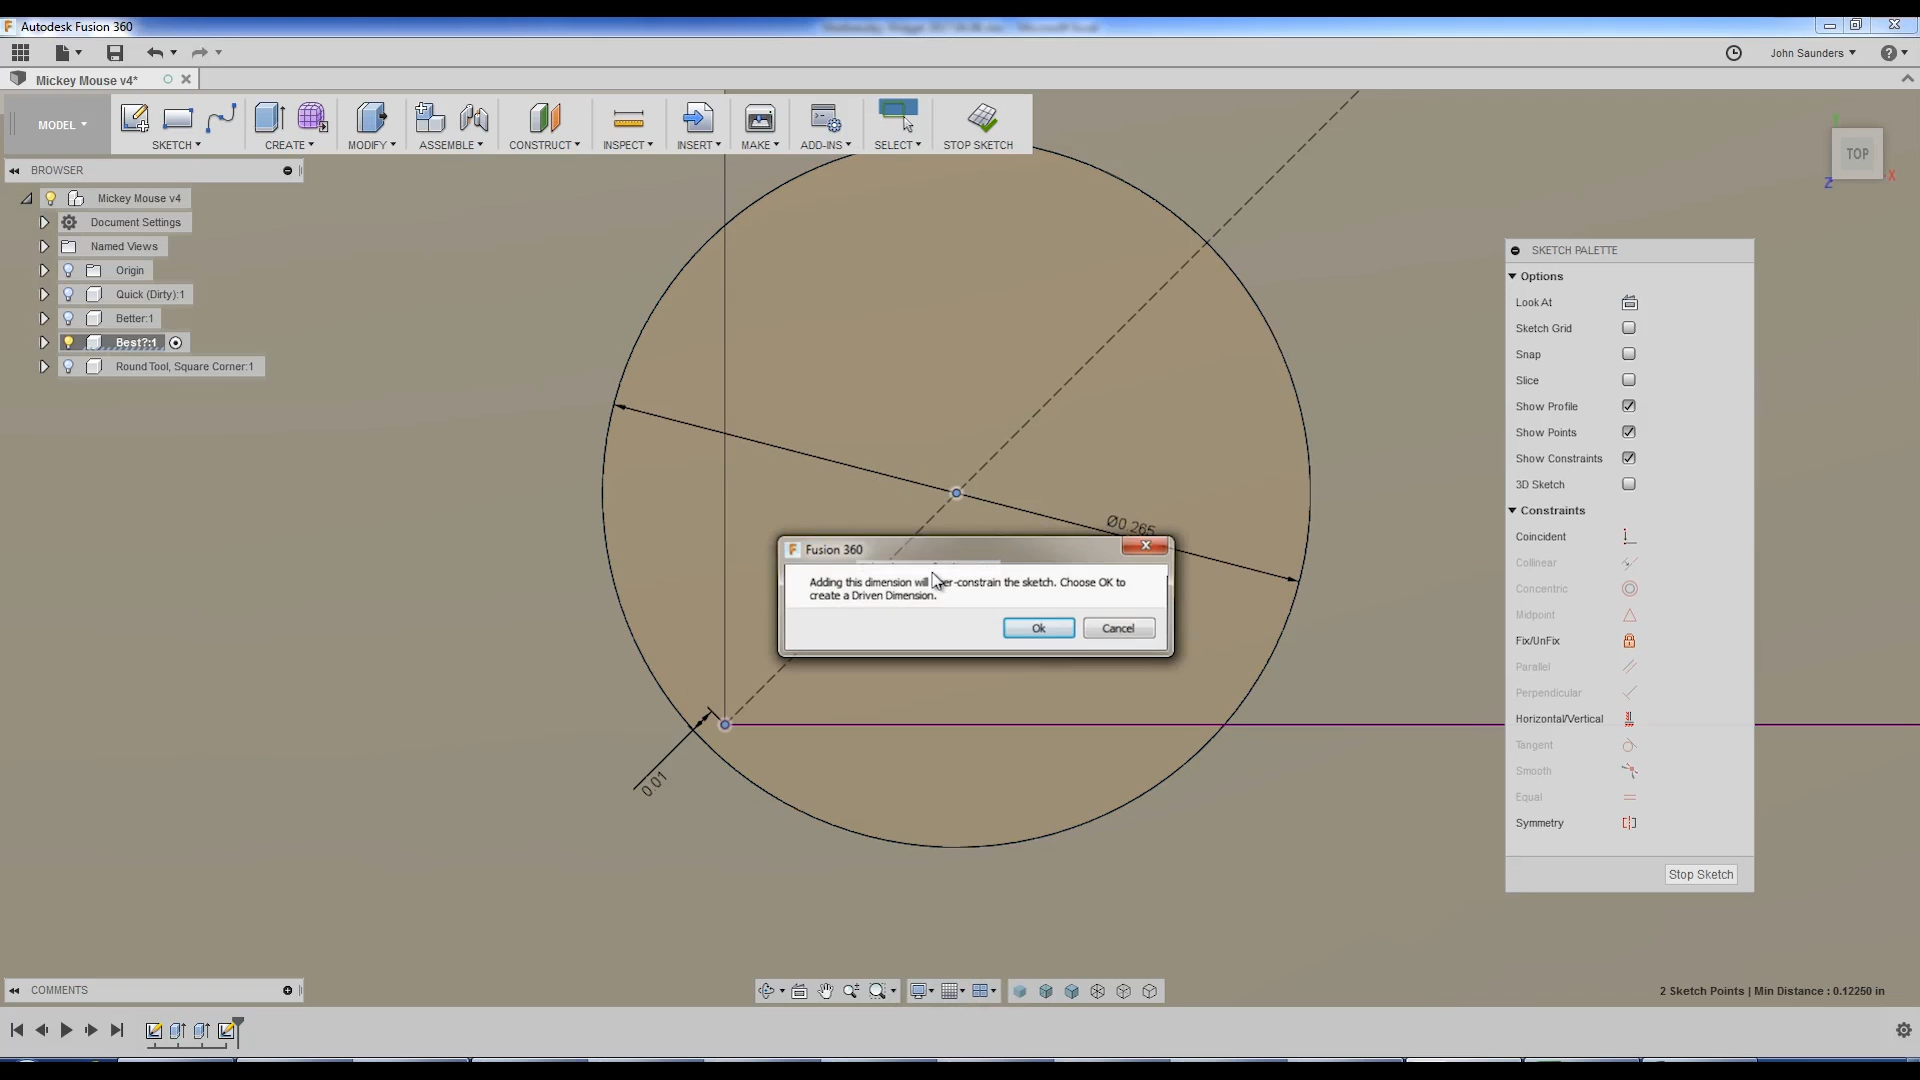 Autodesk Fusion 360
John Saunders
Mickey Mouse v4*
MODEL
SKETCH
CREATE
MODIFY
ASSEMBLE
CONSTRUCT
INSPECT
INSERT
MAKE
ADD-INS
SELECT
STOP SKETCH
BROWSER
Mickey Mouse v4
Document Settings
Named Views
Origin
Quick (Dirty):1
Better:1
Best?:1
Round Tool, Square Corner:1
TOP
Y
X
Z
SKETCH PALETTE
Options
Look At
Sketch Grid
Snap
Slice
Show Profile
Show Points
Show Constraints
3D Sketch
Constraints
Coincident
Collinear
Concentric
Midpoint
Fix/UnFix
Parallel
Perpendicular
Horizontal/Vertical
Tangent
Smooth
Equal
Symmetry
Stop Sketch
Ø0.265
Fusion 360
Adding this dimension will er-constrain the sketch. Choose OK to
create a Driven Dimension.
Ok
Cancel
0.01
COMMENTS
2 Sketch Points | Min Distance : 0.12250 in